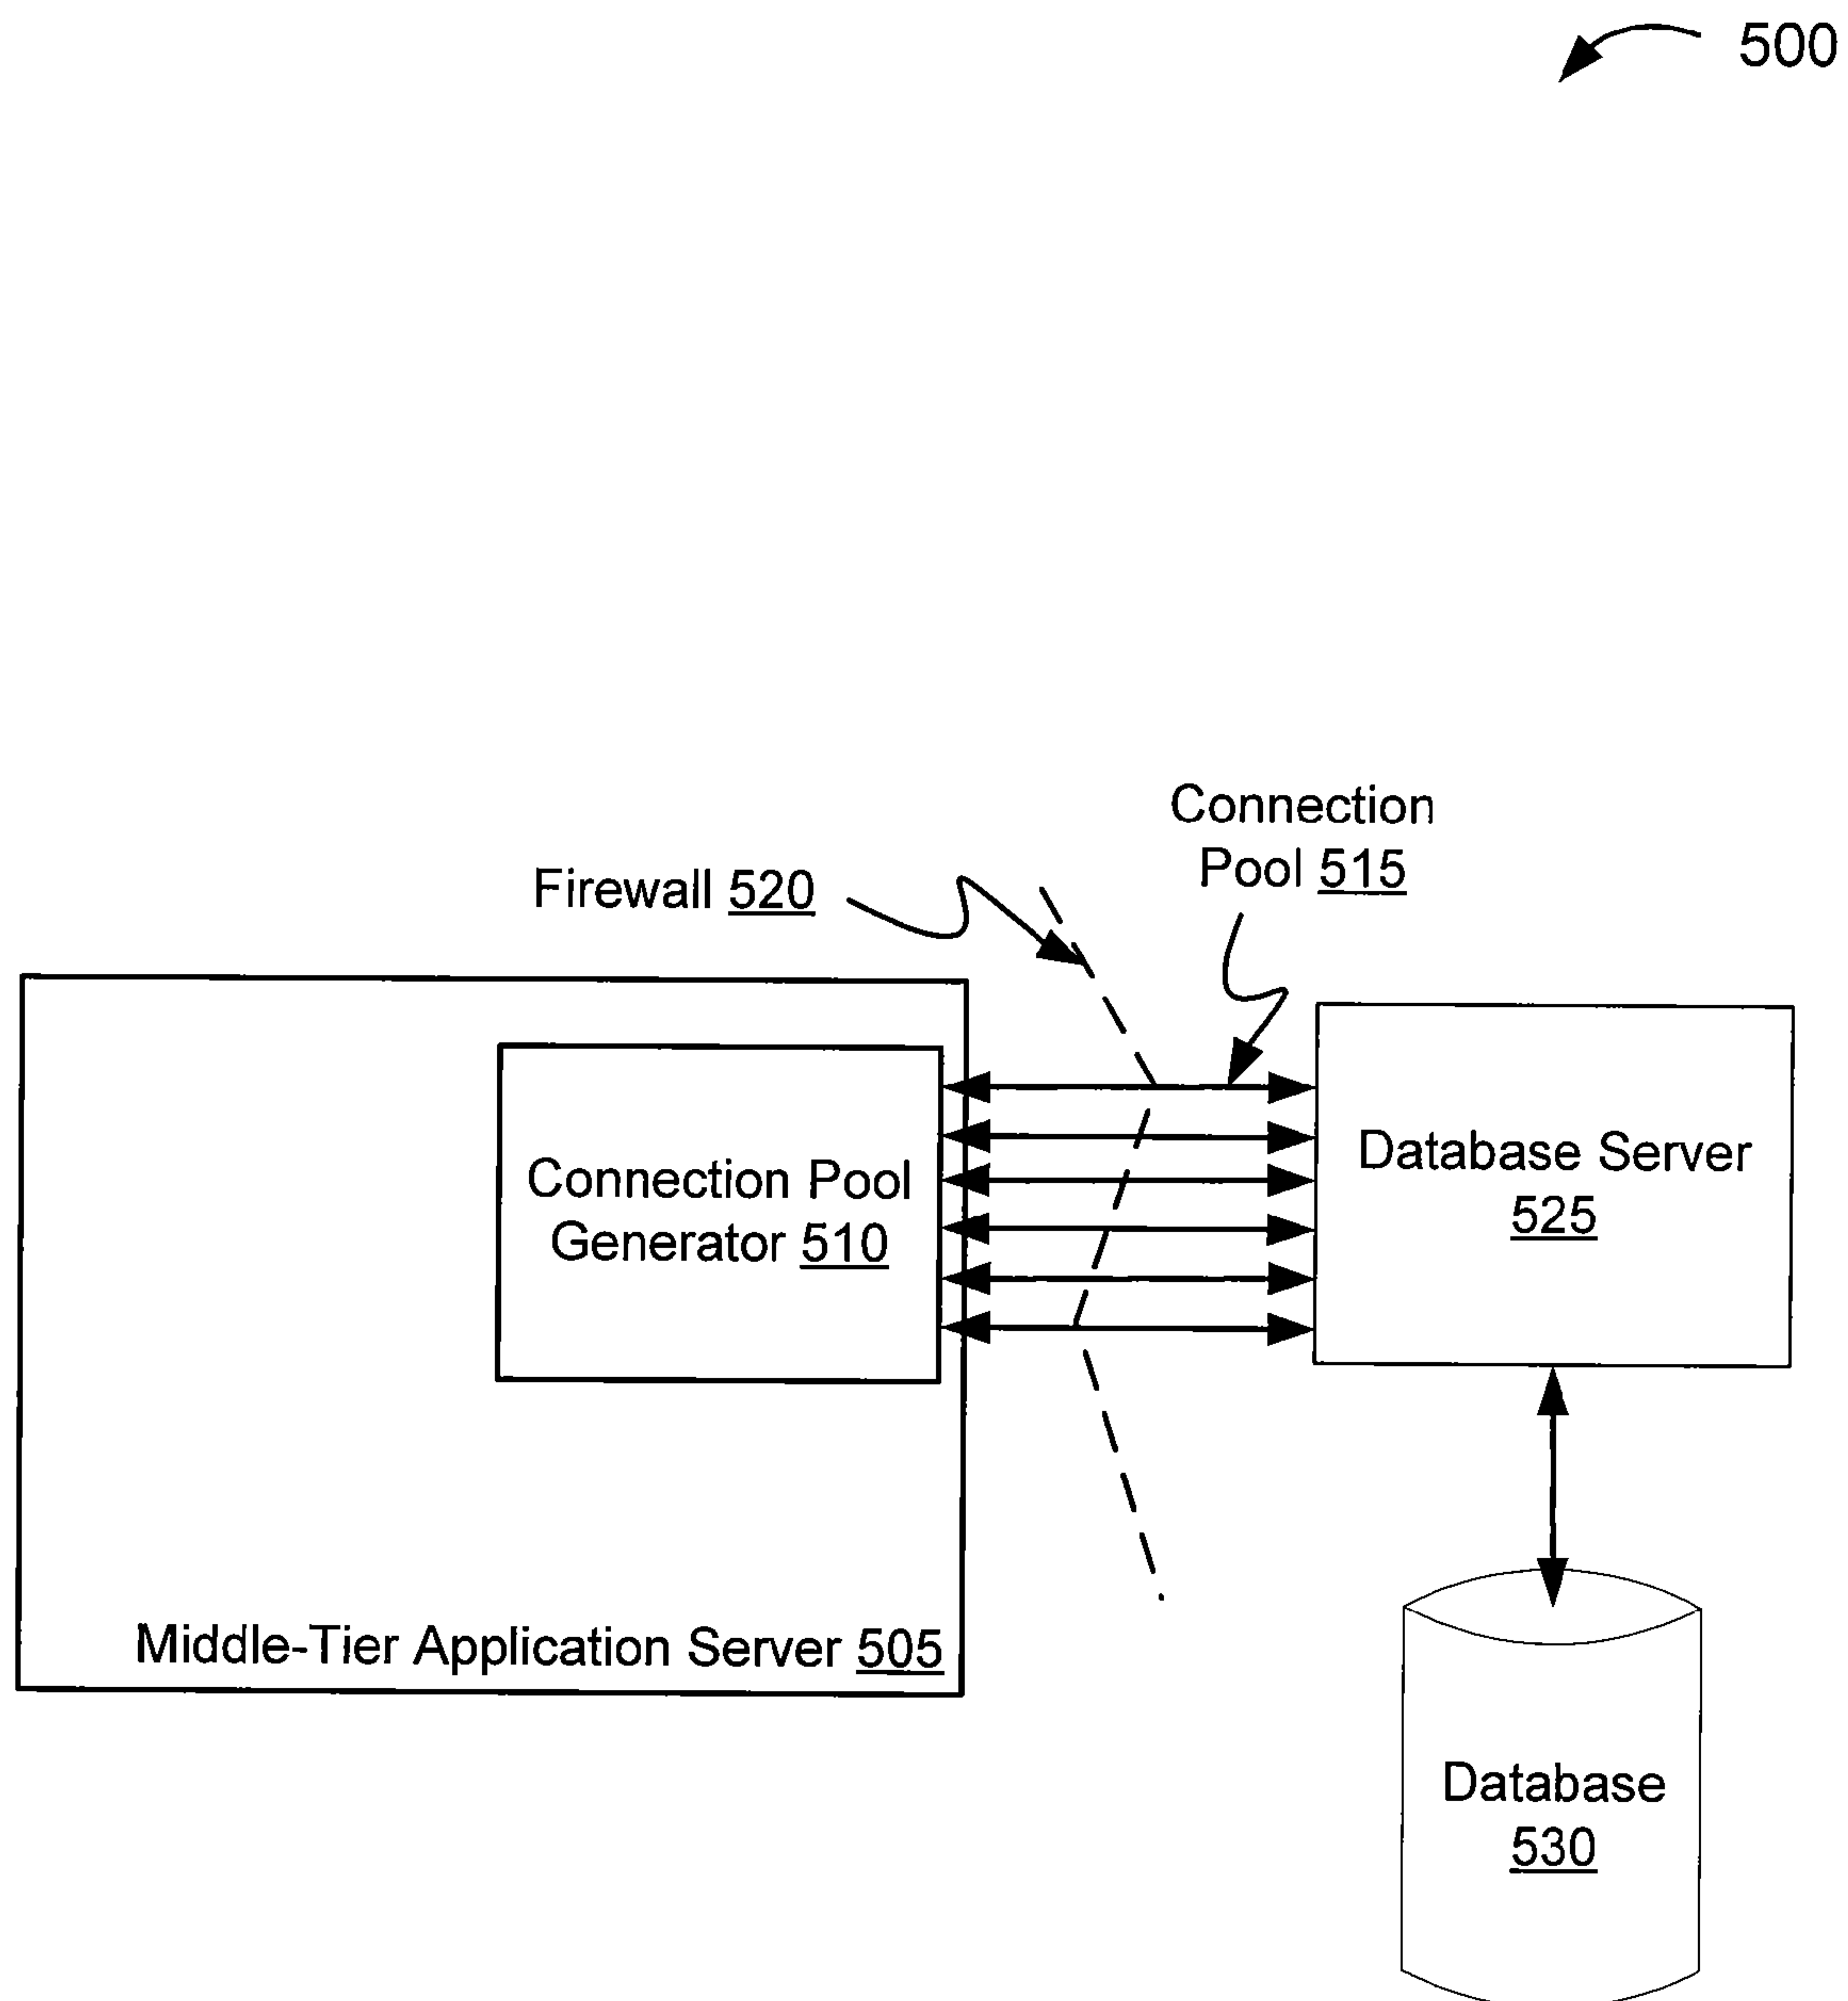 500
Connection
Pool 515
Firewall 520
Connection Pool
Generator 510
Database Server
525
Middle-Tier Application Server 505
Database
530